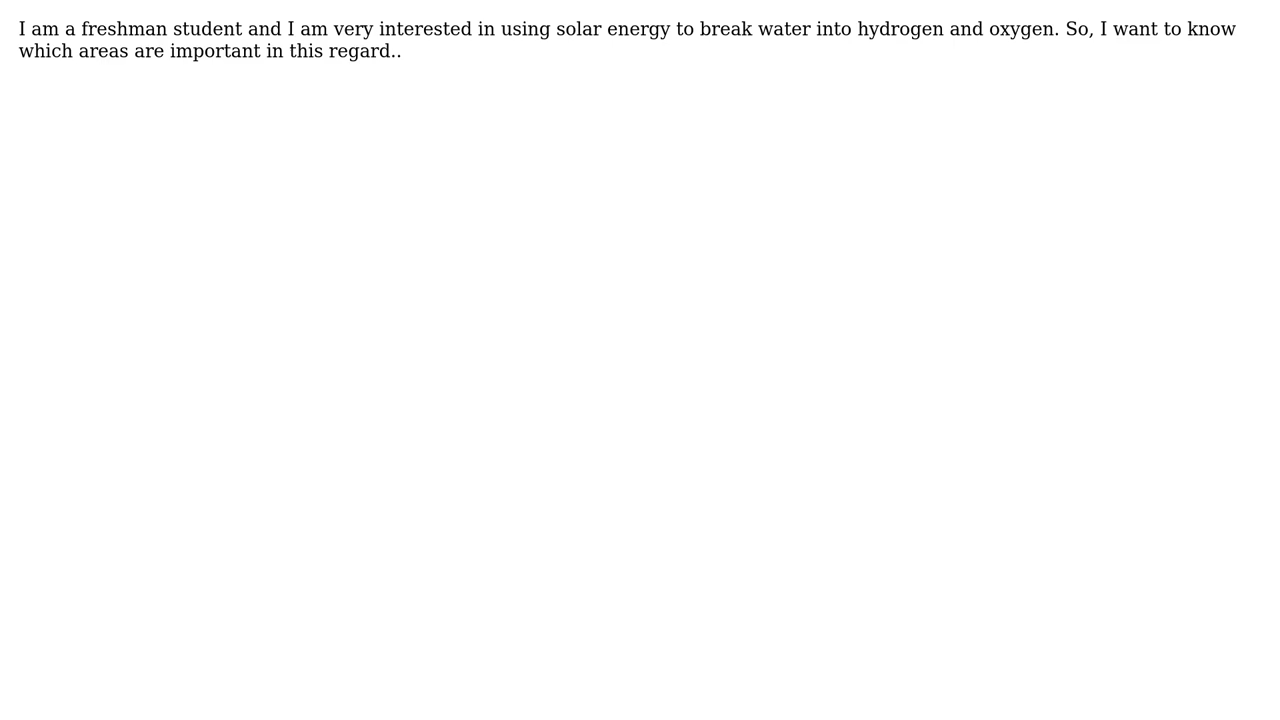 I am a freshman student and I am very interested in using solar energy to break water into hydrogen and oxygen. So, I want to know
which areas are important in this regard..